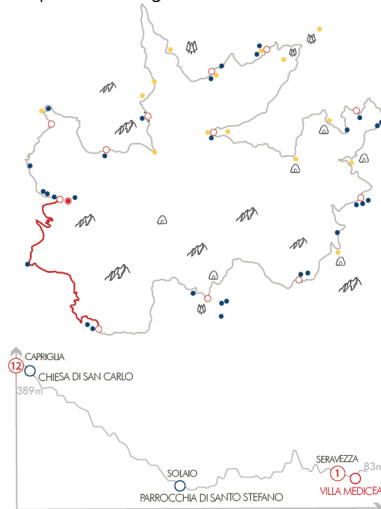 12
CAPRIGLIA
CHIESA DI SAN CARLO
389m
SOLAIO
PARROCCHIA DI SANTO STEFANO
SERAVEZZA
1
83m
VILLA MEDICEA